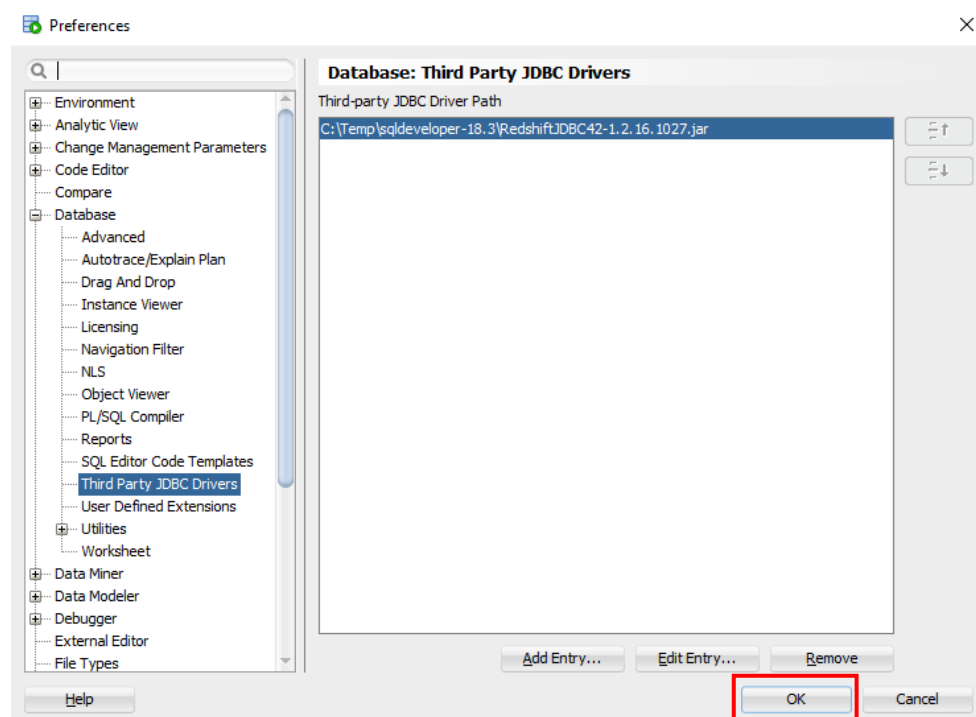 Preferences
Environment
Analytic View
Change Management Parameters
Code Editor
Compare
Database
Advanced
Autotrace/Explain Plan
Drag And Drop
Instance Viewer
Licensing
Navigation Filter
NLS
Object Viewer
PL/SQL Compiler
Reports
SQL Editor Code Templates
Third Party JDBC Drivers
User Defined Extensions
Utilities
Worksheet
Data Miner
Data Modeler
Debugger
External Editor
File Types
Database: Third Party JDBC Drivers
Third-party JDBC Driver Path
C:\Temp\sqldeveloper-18.3\RedshiftJDBC42-1.2.16.1027.jar
Add Entry... Edit Entry... Remove
Help OK Cancel